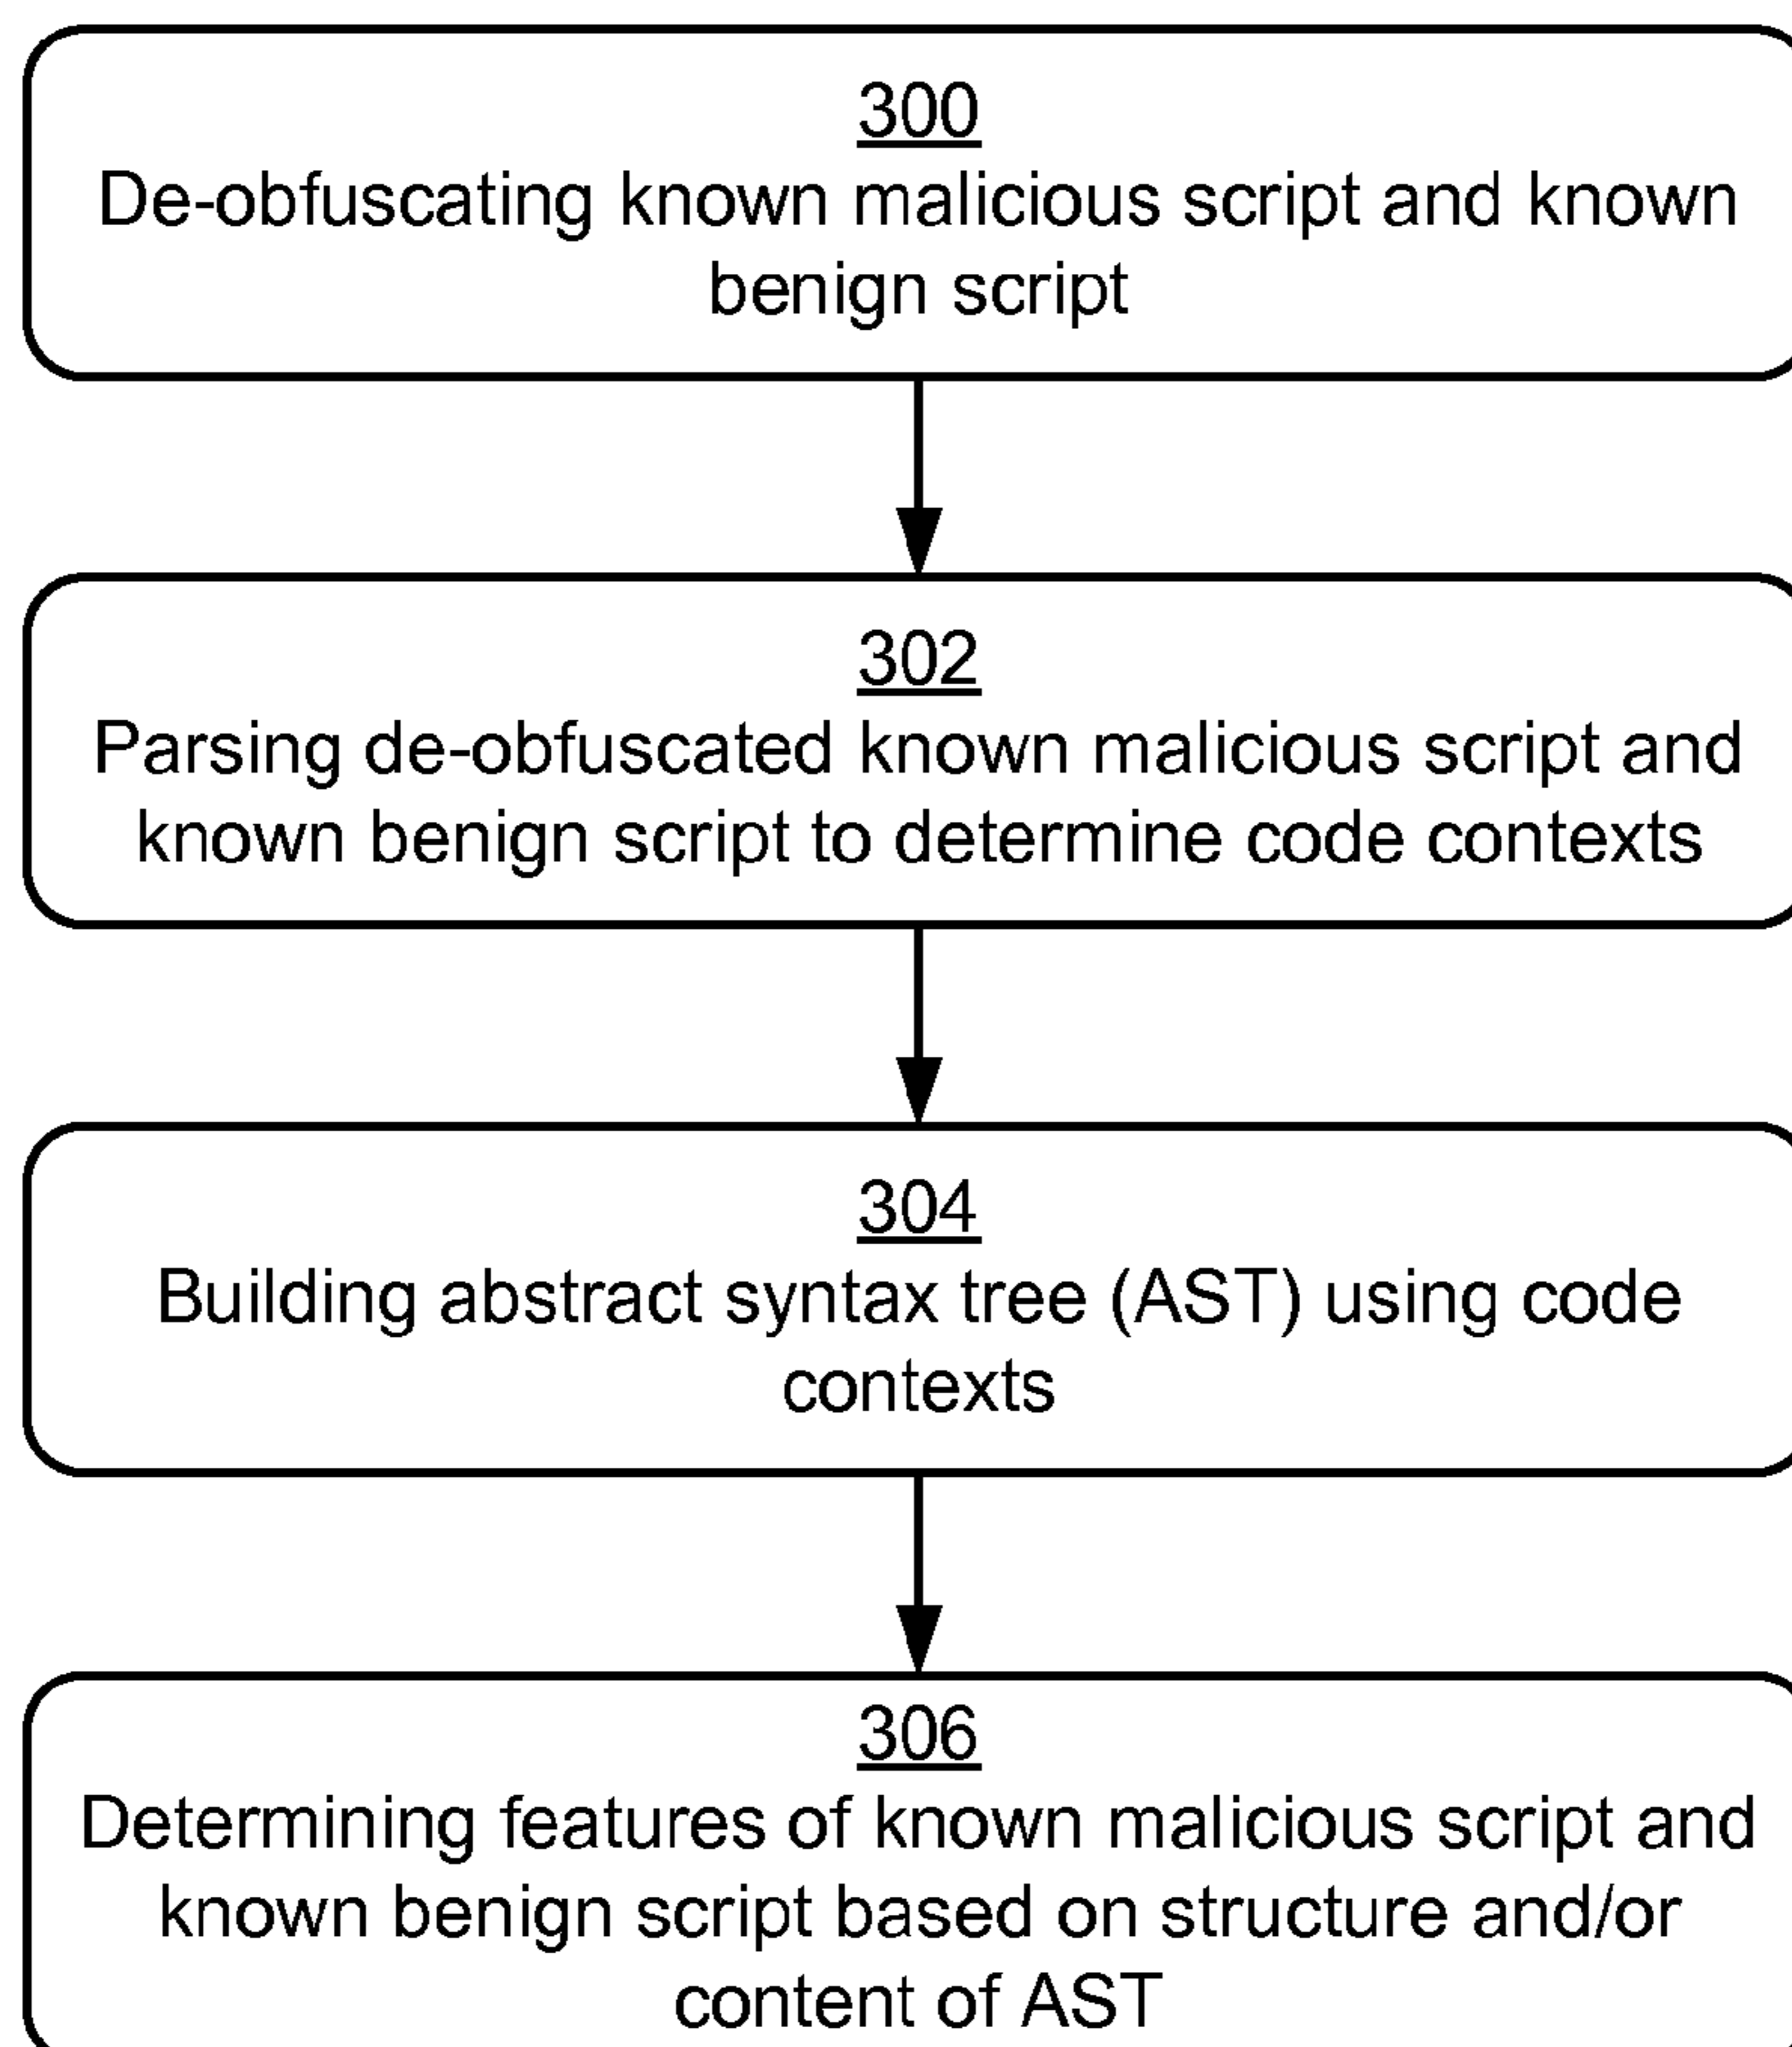 300
De-obfuscating known malicious script and known
benign script
302
Parsing de-obfuscated known malicious script and
known benign script to determine code contexts
304
Building abstract syntax tree (AST) using code
contexts
306
Determining features of known malicious script and
known benign script based on structure and/or
content of AST